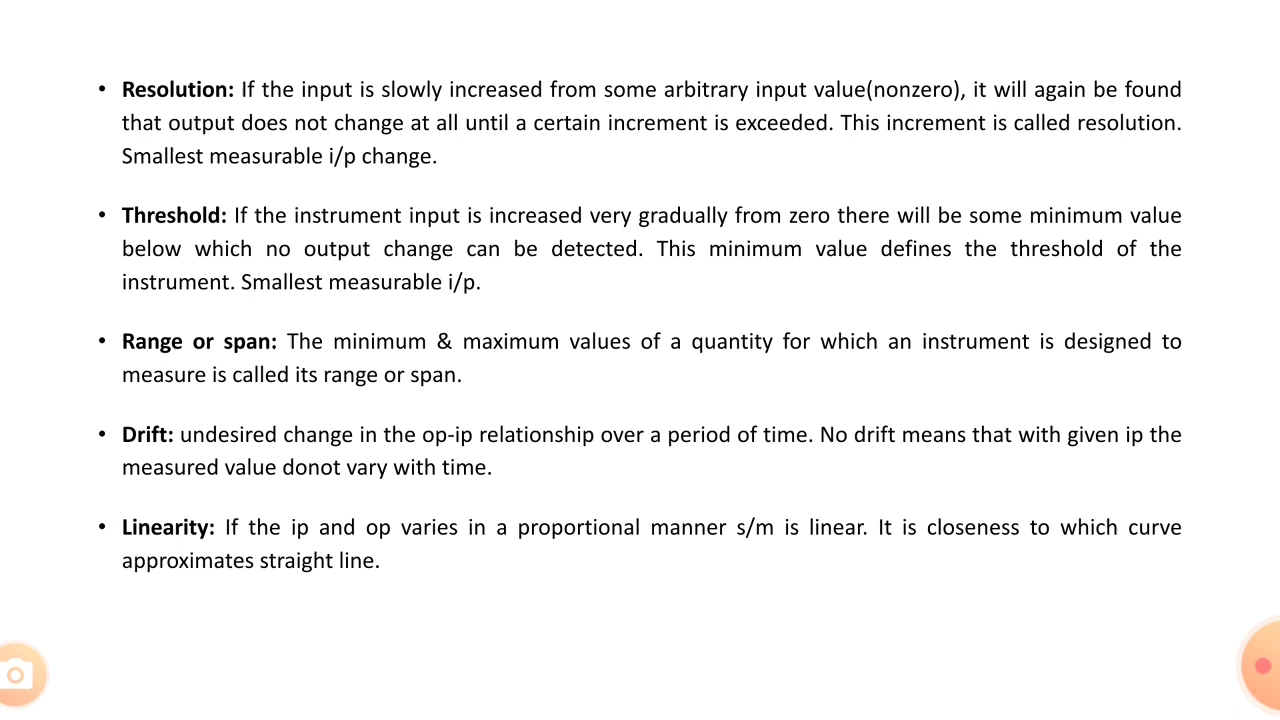 • Resolution: If the input is slowly increased from some arbitrary input value(nonzero), it will again be found
that output does not change at all until a certain increment is exceeded. This increment is called resolution.
Smallest measurable i/p change.
• Threshold: If the instrument input is increased very gradually from zero there will be some minimum value
below which no output change can be detected. This minimum value defines the threshold of the
instrument. Smallest measurable i/p.
• Range or span: The minimum & maximum values of a quantity for which an instrument is designed to
measure is called its range or span.
• Drift: undesired change in the op-ip relationship over a period of time. No drift means that with given ip the
measured value donot vary with time.
• Linearity: If the ip and op varies in a proportional manner s/m is linear. It is closeness to which curve
approximates straight line.